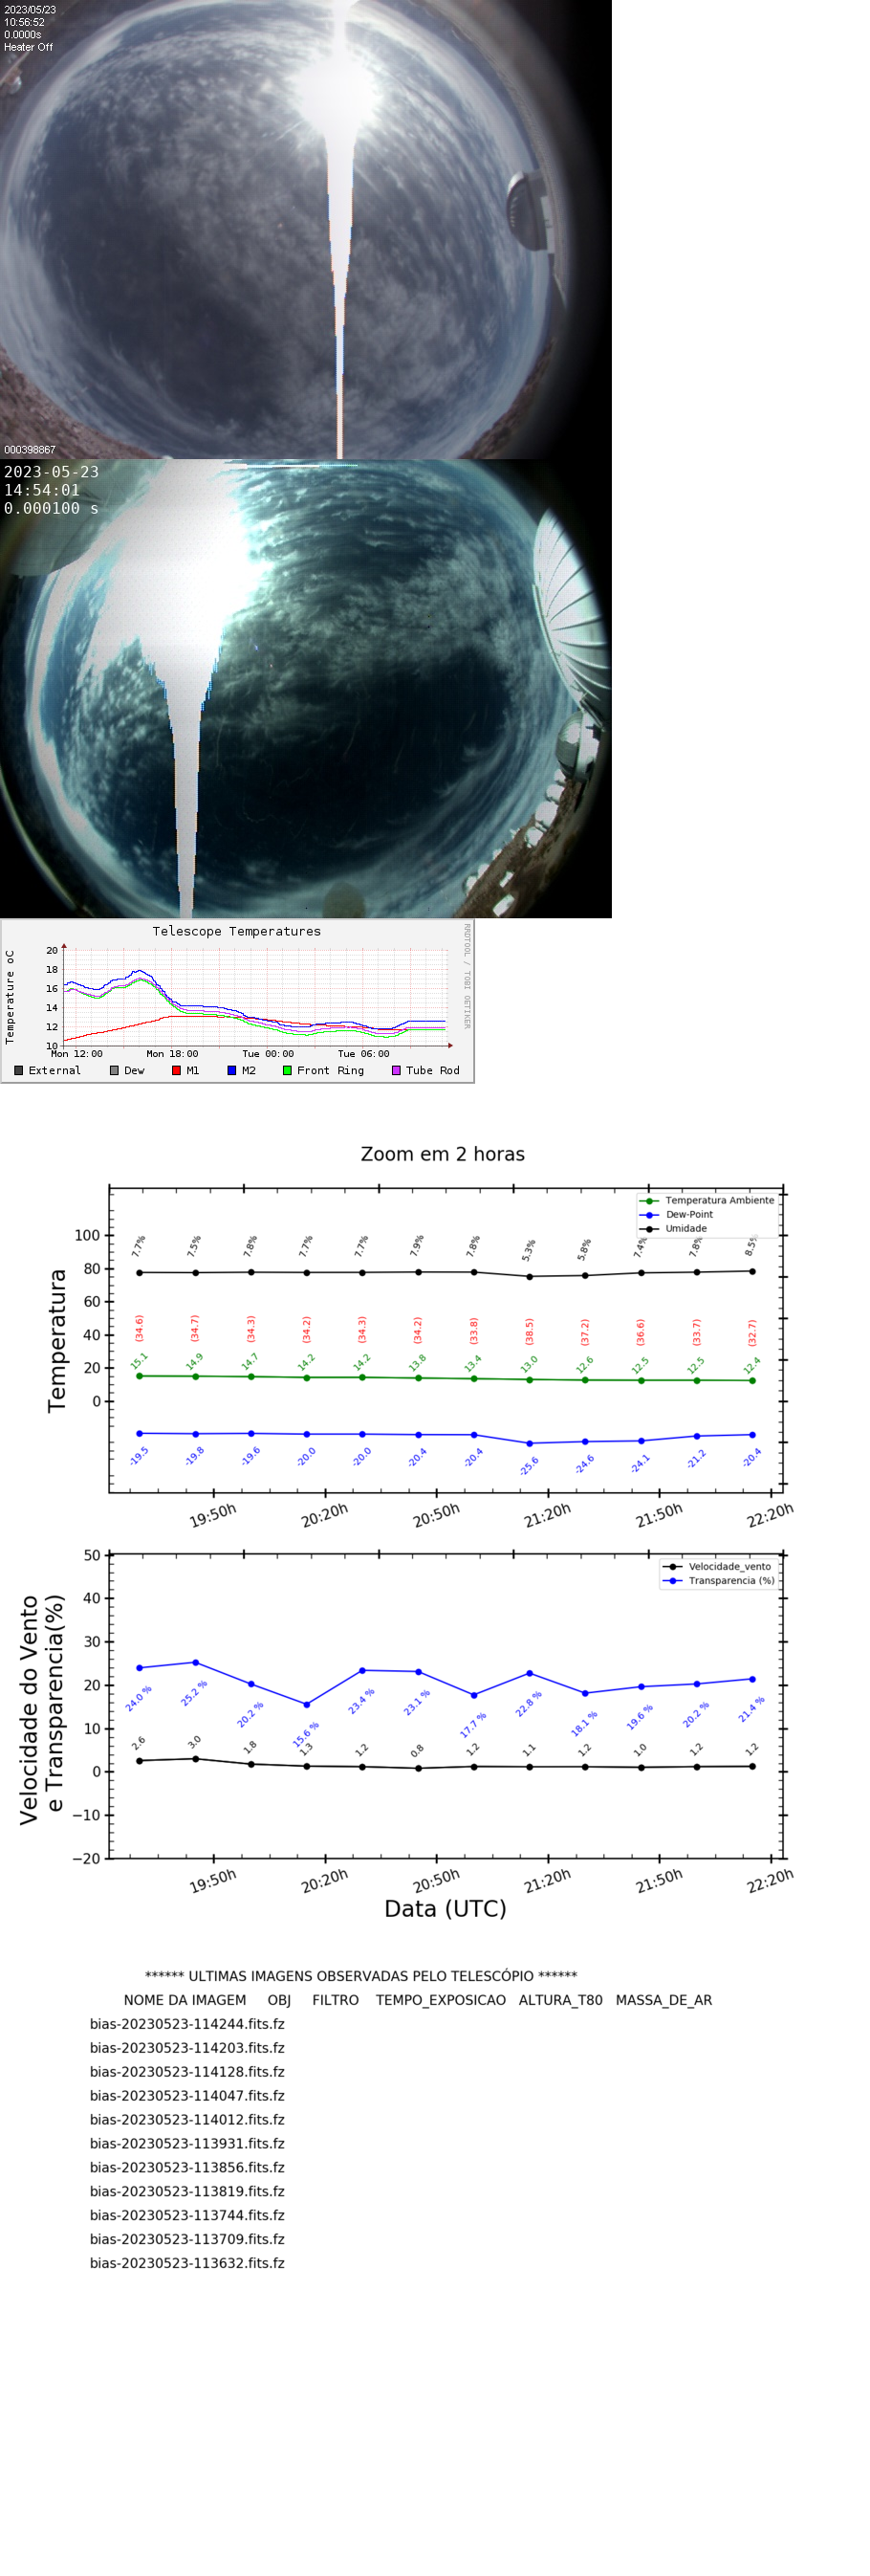 2023/05/23
10:56:52
0.0000s
Heater Off
000398867
2023-05-23
14:54:01
0.000100 s
Telescope Temperatures
RRDTOOL / TOBI OETIKER
Temperature oC
20
18
16
14
12
10
Mon 12:00 Mon 18:00 Tue 00:00 Tue 06:00
External Dew M1 M2 Front Ring Tube Rod
Zoom em 2 horas
Temperatura Ambiente
Dew-Point
Umidade
Temperatura
100
80
60
40
20
0
7.7% 7.5% 7.8% 7.7% 7.7% 7.9% 7.8% 5.3% 5.8% 7.4% 7.8% 8.5%
(34.6) (34.7) (34.3) (34.2) (34.3) (34.2) (33.8) (38.5) (37.2) (36.6) (33.7) (32.7)
15.1 14.9 14.7 14.2 14.2 13.8 13.4 13.0 12.6 12.5 12.5 12.4
-19.5 -19.8 -19.6 -20.0 -20.0 -20.4 -20.4 -25.6 -24.6 -24.1 -21.2 -20.4
19:50h 20:20h 20:50h 21:20h 21:50h 22:20h
Velocidade_vento
Transparencia (%)
Velocidade do Vento
e Transparencia(%)
50
40
30
20
10
0
−10
−20
24.0 % 25.2 % 20.2 % 15.6 % 23.4 % 23.1 % 17.7 % 22.8 % 18.1 % 19.6 % 20.2 % 21.4 %
2.6 3.0 1.8 1.3 1.2 0.8 1.2 1.1 1.2 1.0 1.2 1.2
19:50h 20:20h 20:50h 21:20h 21:50h 22:20h
Data (UTC)
****** ULTIMAS IMAGENS OBSERVADAS PELO TELESCÓPIO ******
NOME DA IMAGEM OBJ FILTRO TEMPO_EXPOSICAO ALTURA_T80 MASSA_DE_AR
bias-20230523-114244.fits.fz
bias-20230523-114203.fits.fz
bias-20230523-114128.fits.fz
bias-20230523-114047.fits.fz
bias-20230523-114012.fits.fz
bias-20230523-113931.fits.fz
bias-20230523-113856.fits.fz
bias-20230523-113819.fits.fz
bias-20230523-113744.fits.fz
bias-20230523-113709.fits.fz
bias-20230523-113632.fits.fz